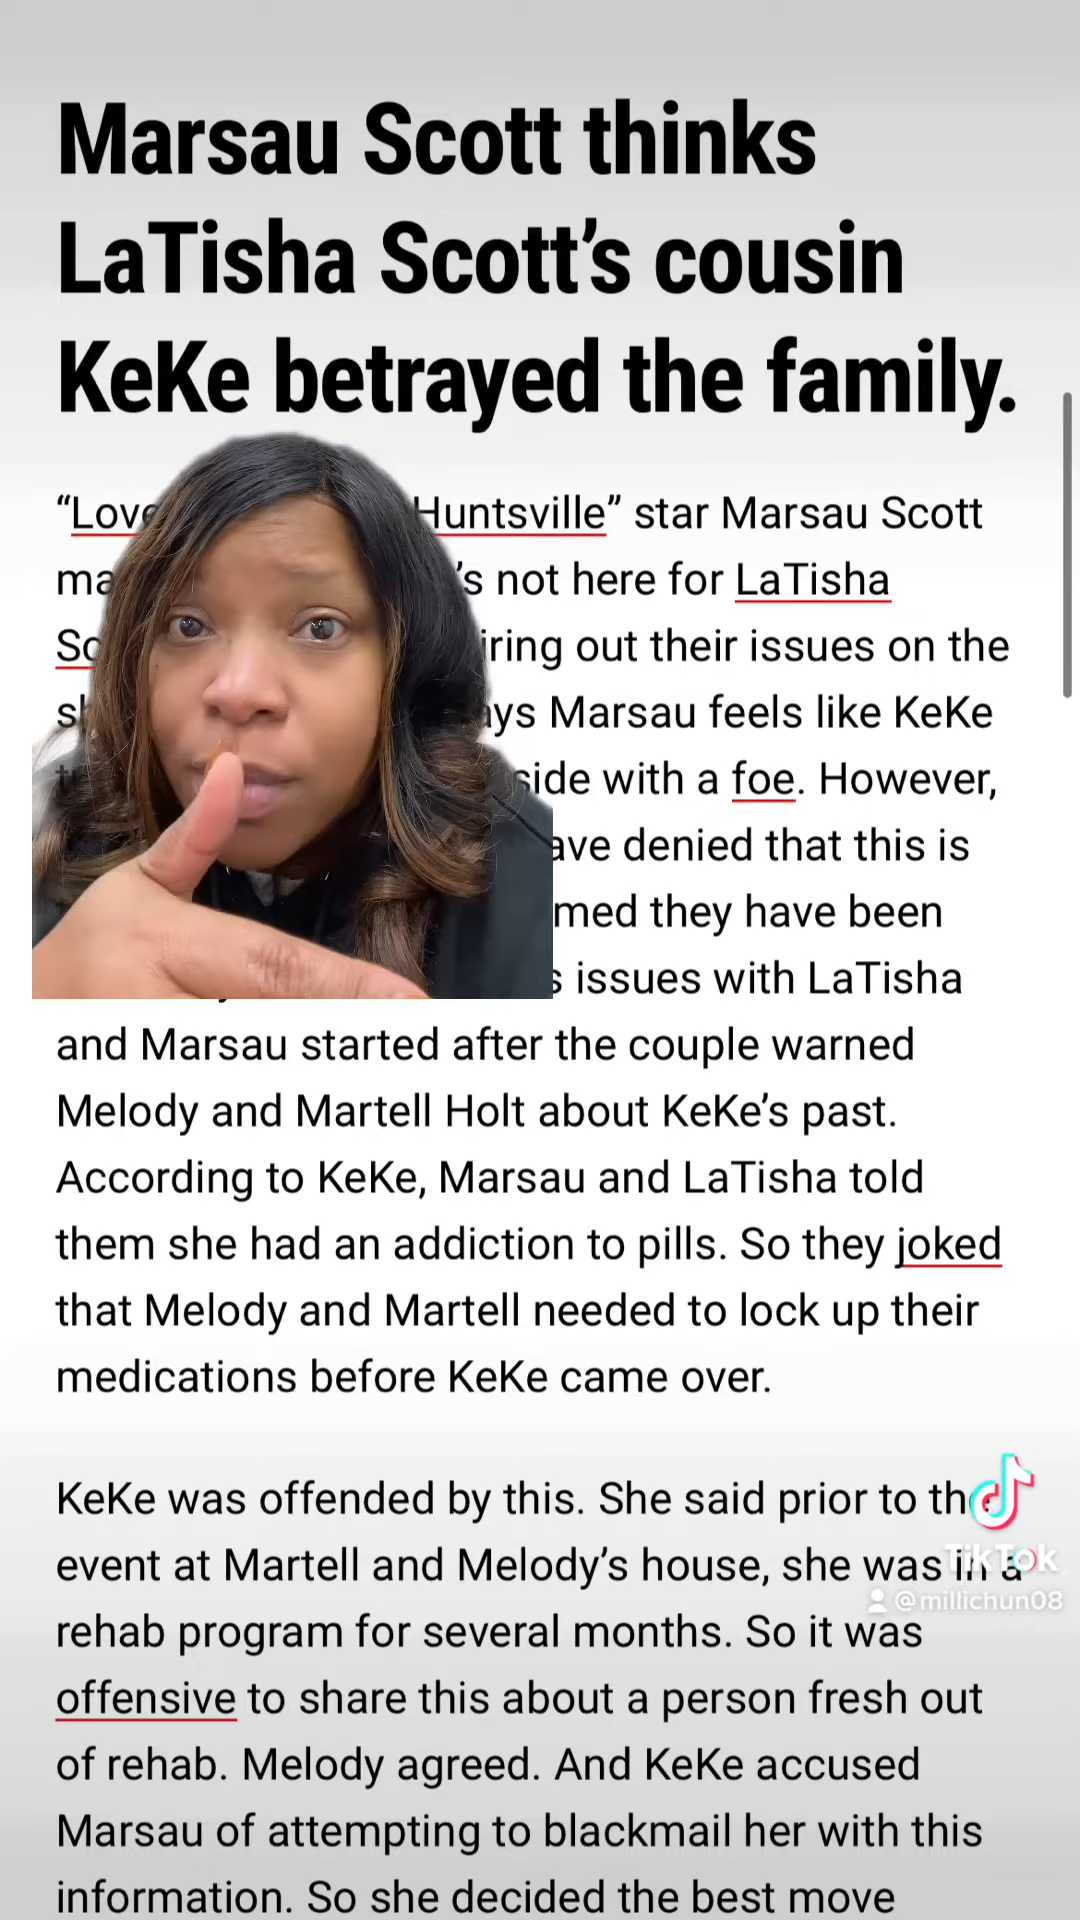 Marsau Scott thinks
LaTisha Scott’s cousin
KeKe betrayed the family.
“Love Huntsville” star Marsau Scott
ma ’s not here for LaTisha
Sc iring out their issues on the
sh ays Marsau feels like KeKe
side with a foe. However,
ave denied that this is
med they have been
s issues with LaTisha
and Marsau started after the couple warned
Melody and Martell Holt about KeKe’s past.
According to KeKe, Marsau and LaTisha told
them she had an addiction to pills. So they joked
that Melody and Martell needed to lock up their
medications before KeKe came over.
KeKe was offended by this. She said prior to the
event at Martell and Melody’s house, she was in a
rehab program for several months. So it was
offensive to share this about a person fresh out
of rehab. Melody agreed. And KeKe accused
Marsau of attempting to blackmail her with this
information. So she decided the best move
TikTok
@millichun08